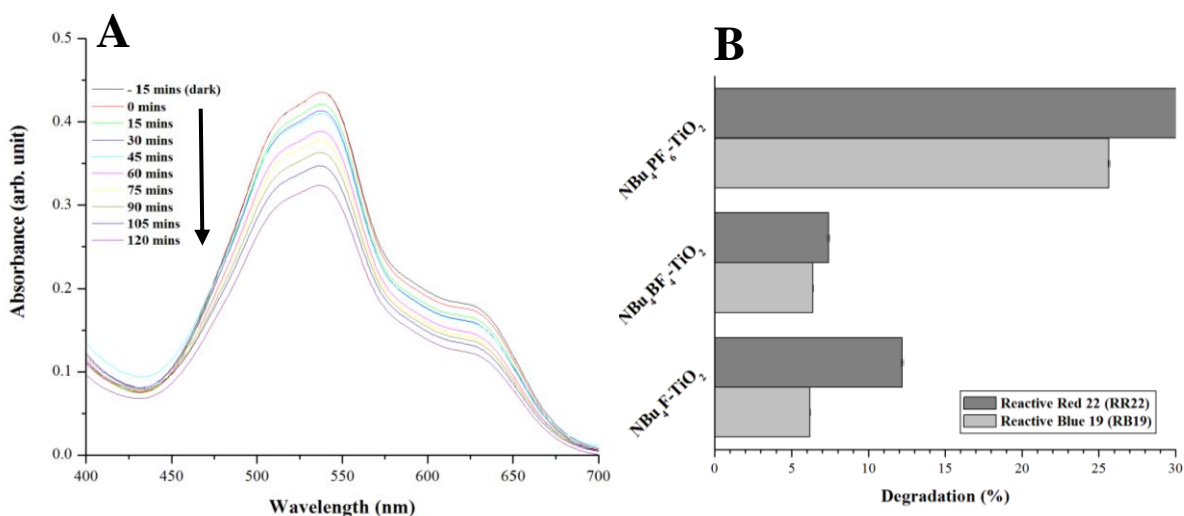 A
0.5
0.4
0.3
0.2
0.1
0.0
Absorbance (arb. unit)
- 15 mins (dark)
0 mins
15 mins
30 mins
45 mins
60 mins
75 mins
90 mins
105 mins
120 mins
400
450
500
550
600
650
700
Wavelength (nm)
B
NBu₄PF₆-TiO₂
NBu₄BF₄-TiO₂
NBu₄F-TiO₂
Reactive Red 22 (RR22)
Reactive Blue 19 (RB19)
0
5
10
15
20
25
30
Degradation (%)